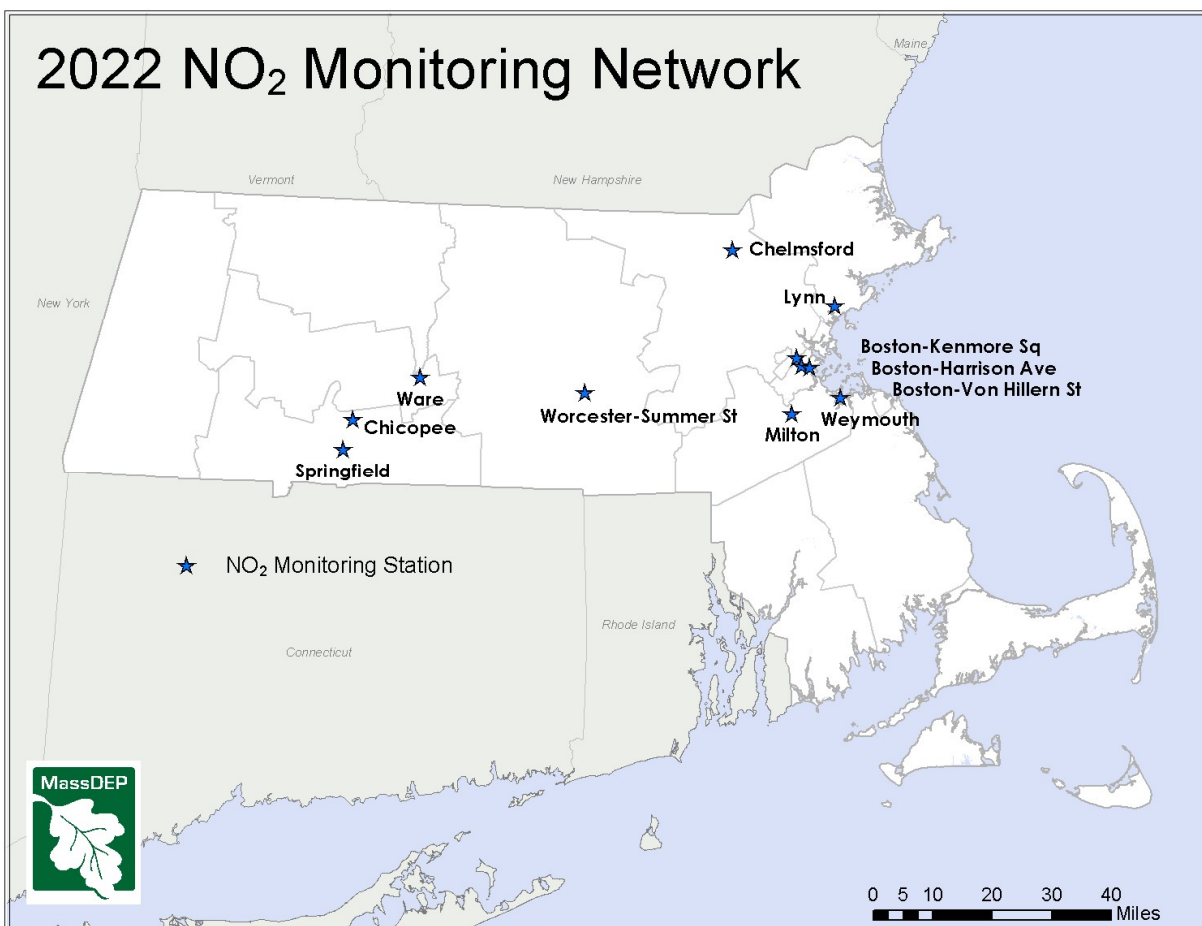 2022 NO₂ Monitoring Network
Maine
Vermont
New Hampshire
New York
Chelmsford
Lynn
Boston-Kenmore Sq
Boston-Harrison Ave
Boston-Von Hillern St
Ware
Worcester-Summer St
Weymouth
Milton
Chicopee
Springfield
NO₂ Monitoring Station
Rhode Island
Connecticut
MassDEP
0 5 10 20 30 40
Miles